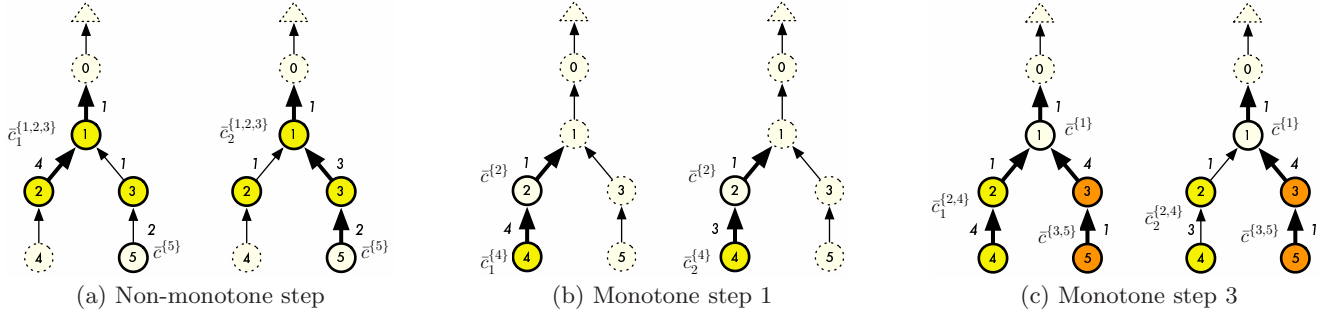 0 0 0 0 0 0
1 1 1 1
c̄₁^{1,2,3} 1 c̄₂^{1,2,3} 1 1 1 1 c̄^{1} 1 c̄^{1}
4 1 1 3 c̄^{2} 1 c̄^{2} 1 1 4 1 4
2 3 2 3 2 3 2 3 2 3 2 3
2 2 c̄^{5} 4 3 c̄₁^{2,4} 4 c̄^{3,5} 1 c̄₂^{2,4} 3 c̄^{3,5} 1
4 5 c̄^{5} 4 5 c̄₁^{4} 4 5 c̄₂^{4} 4 5 4 5 4 5
(a) Non-monotone step (b) Monotone step 1 (c) Monotone step 3